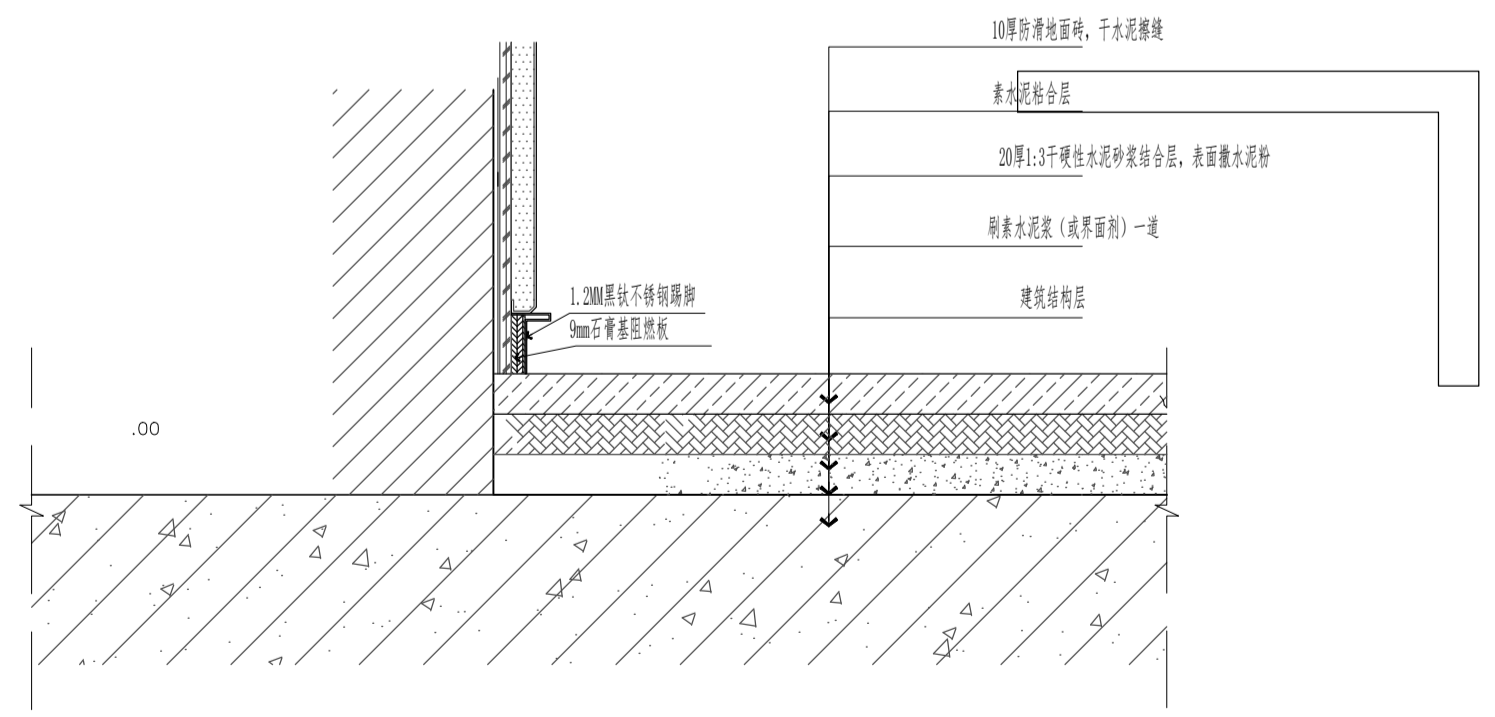 10厚防滑地面砖，干水泥擦缝
素水泥粘合层
20厚1:3干硬性水泥砂浆结合层，表面撒水泥粉
刷素水泥浆（或界面剂）一道
建筑结构层
1.2MM黑钛不锈钢踢脚
9mm石膏基阻燃板
.00